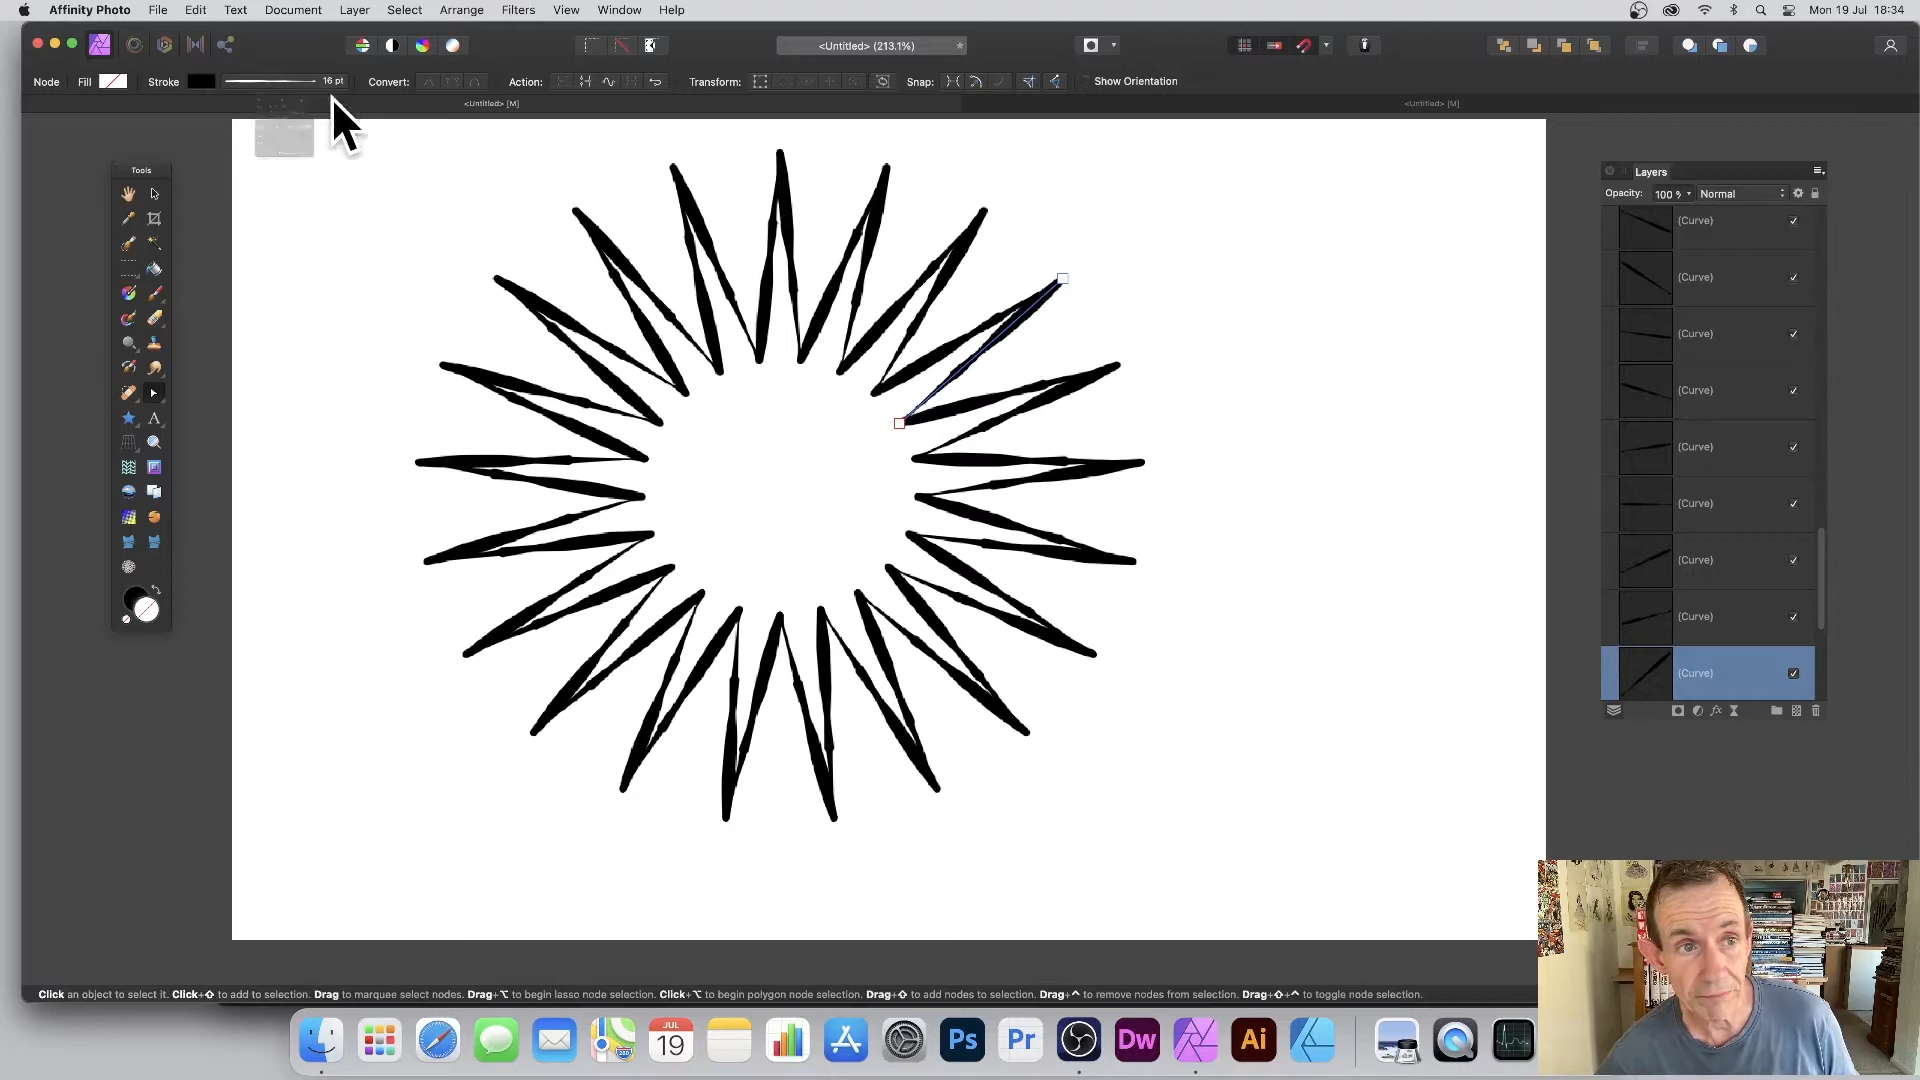 Affinity Photo File Edit Text Document Layer Select Arrange Filters View Window Help Mon 19 Jul 18:34
<Untitled> (213.1%) *
Node Fill Stroke 16 pt Convert: Action: Transform: Snap: Show Orientation
<Untitled> [M] <Untitled> [M]
Tools
A
Layers
Opacity: 100 % Normal
(Curve)
(Curve)
(Curve)
(Curve)
(Curve)
(Curve)
(Curve)
(Curve)
(Curve)
fx
Click an object to select it. Click+⇧ to add to selection. Drag to marquee select nodes. Drag+⌥ to begin lasso node selection. Click+⌥ to begin polygon node selection. Drag+⇧ to add nodes to selection. Drag+^ to remove nodes from selection. Drag+⇧+^ to toggle node selection.
JUL
19
280
Ps
Pr
Dw
Ai